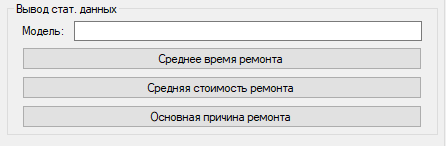 Вывод стат. данных
Модель:
Среднее время ремонта
Средняя стоимость ремонта
Основная причина ремонта